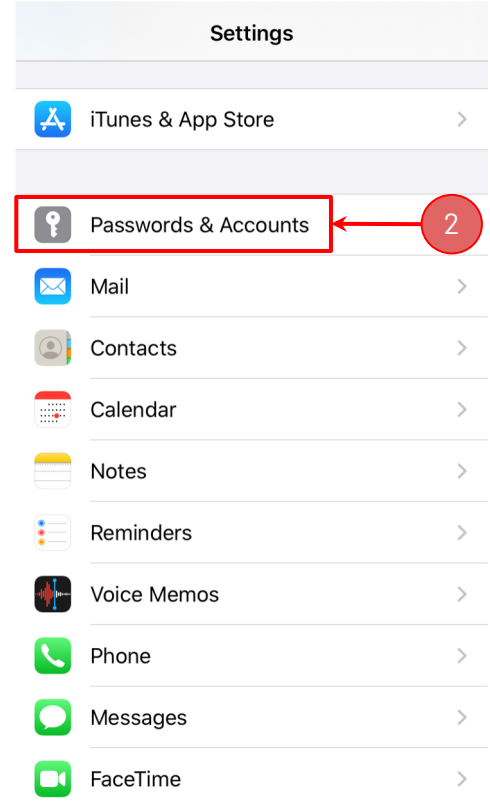 Settings
iTunes & App Store
Passwords & Accounts
2
Mail
Contacts
Calendar
Notes
Reminders
Voice Memos
Phone
Messages
FaceTime